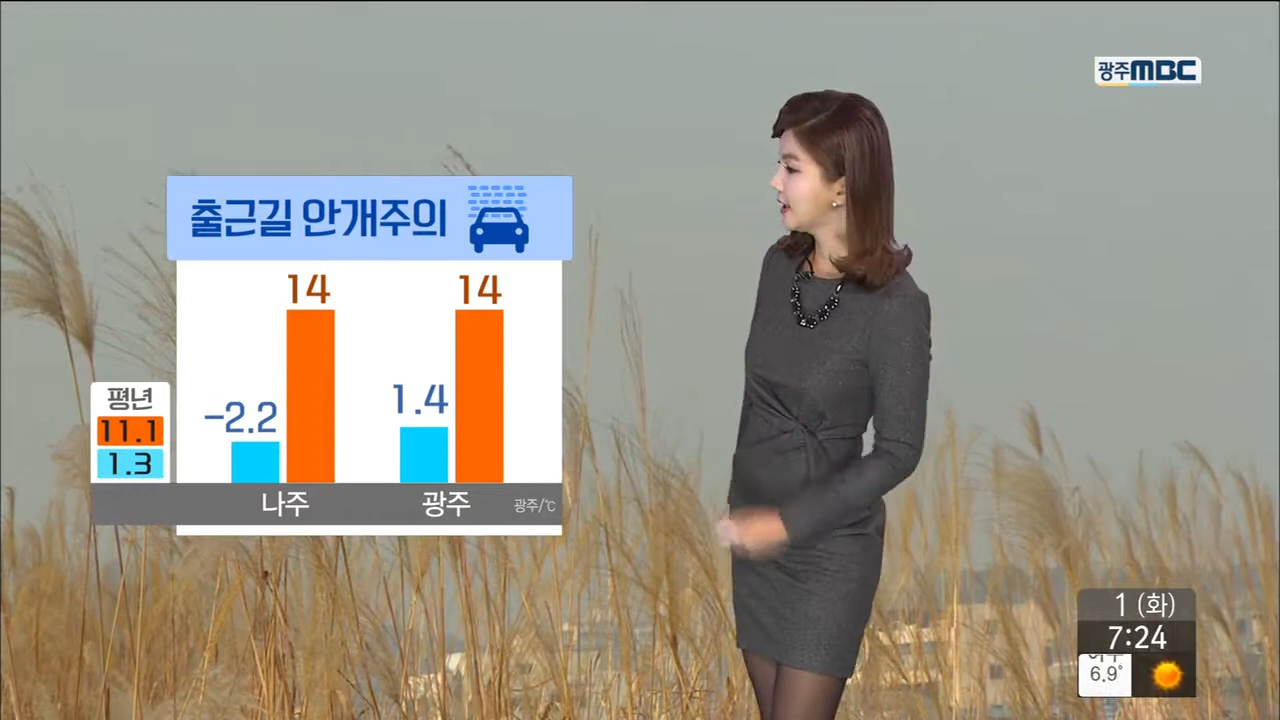 광주MBC
출근길 안개주의
14
14
-2.2
1.4
평년
11.1
1.3
나주
광주
광주/℃
1 (화)
7:24
6.9°